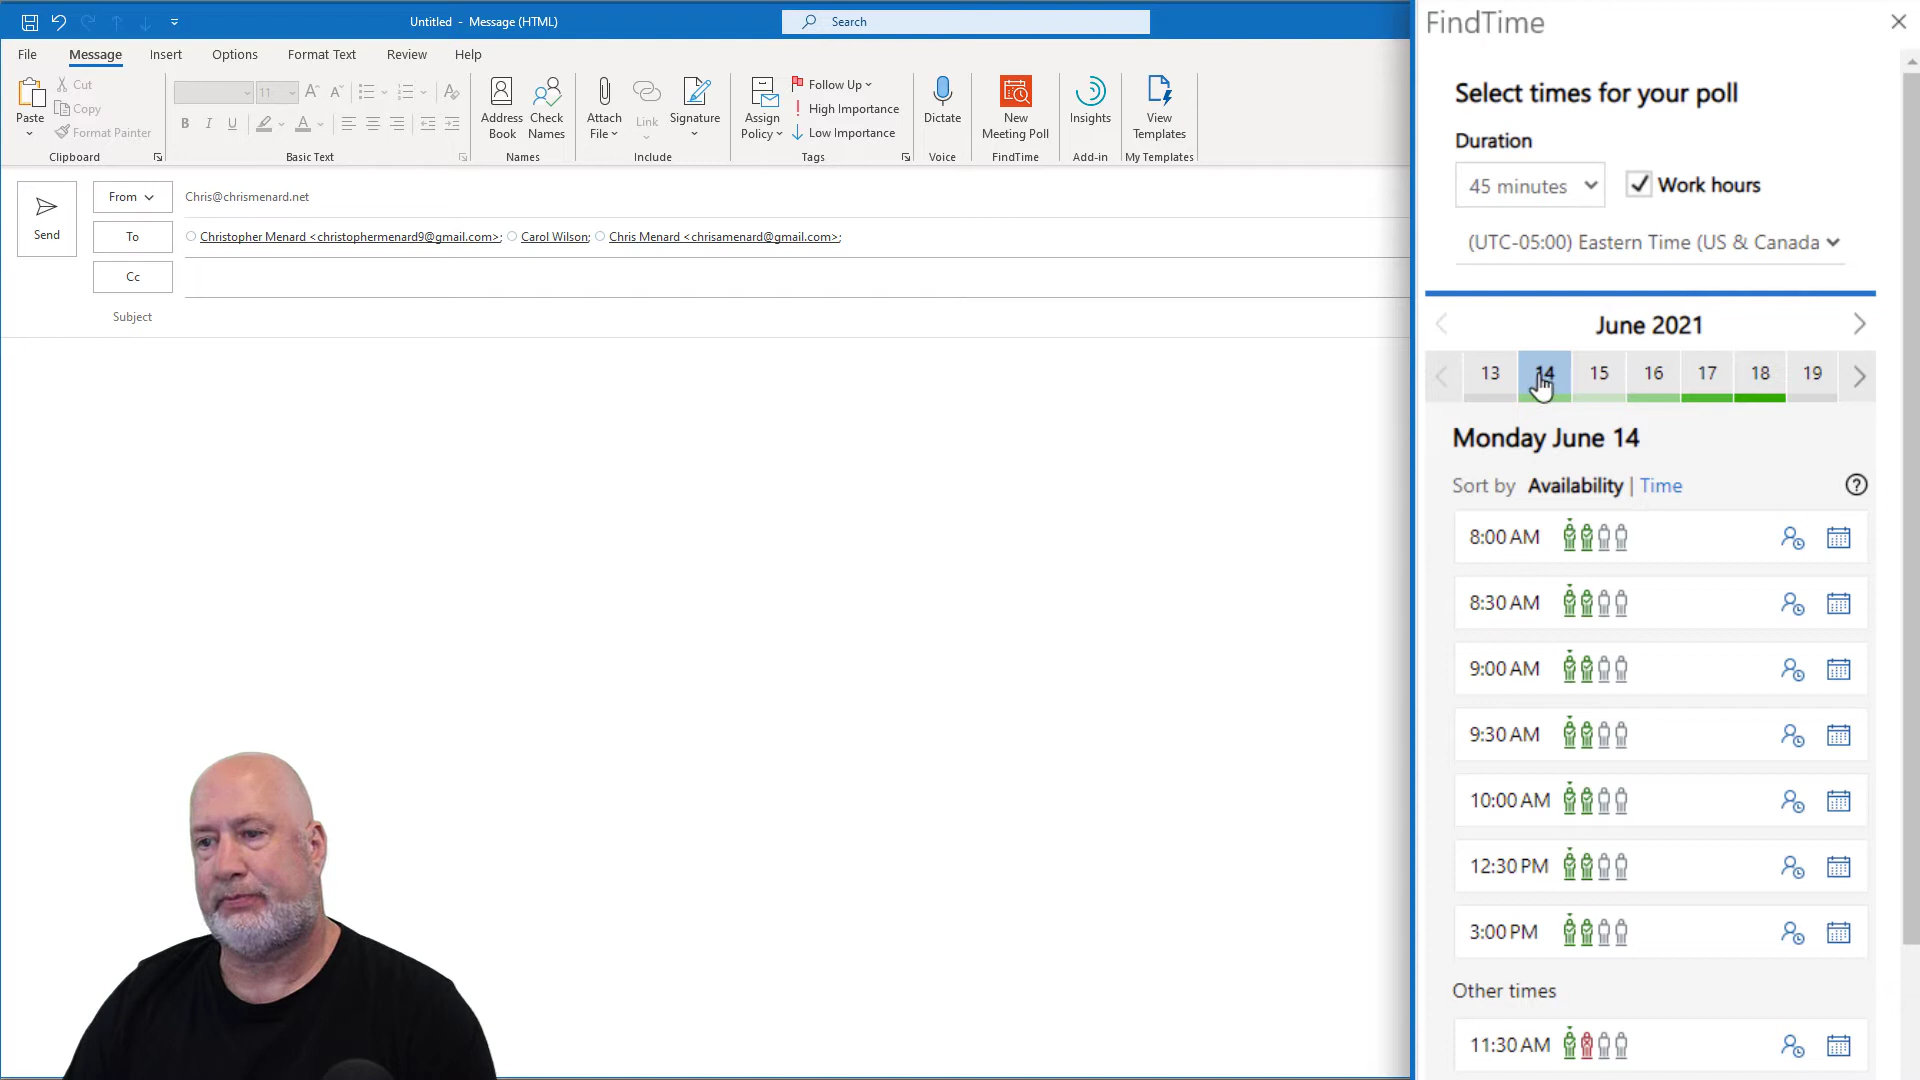 Untitled - Message (HTML)
Search
File Message Insert Options Format Text Review Help
Paste
Cut
Copy
Format Painter
Clipboard
11
B I U
Basic Text
Address Book
Check Names
Names
Attach File
Link
Signature
Include
Assign Policy
Follow Up
High Importance
Low Importance
Tags
Dictate
Voice
New Meeting Poll
FindTime
Insights
Add-in
View Templates
My Templates
Send
From
Chris@chrismenard.net
To
Christopher Menard <christophermenard9@gmail.com>; Carol Wilson; Chris Menard <chrisamenard@gmail.com>;
Cc
Subject
FindTime
Select times for your poll
Duration
45 minutes
Work hours
(UTC-05:00) Eastern Time (US & Canada
June 2021
13 14 15 16 17 18 19
Monday June 14
Sort by Availability | Time
8:00 AM
8:30 AM
9:00 AM
9:30 AM
10:00 AM
12:30 PM
3:00 PM
Other times
11:30 AM